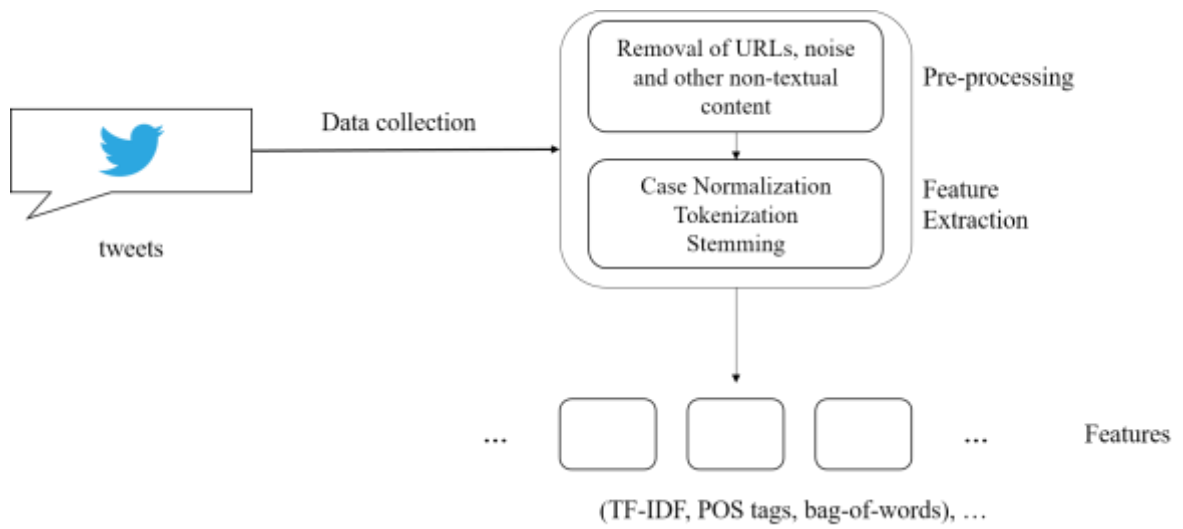 Removal of URLs, noise
and other non-textual
content
Pre-processing
Data collection
Case Normalization
Tokenization
Stemming
Feature
Extraction
tweets
...
...
Features
(TF-IDF, POS tags, bag-of-words), ...